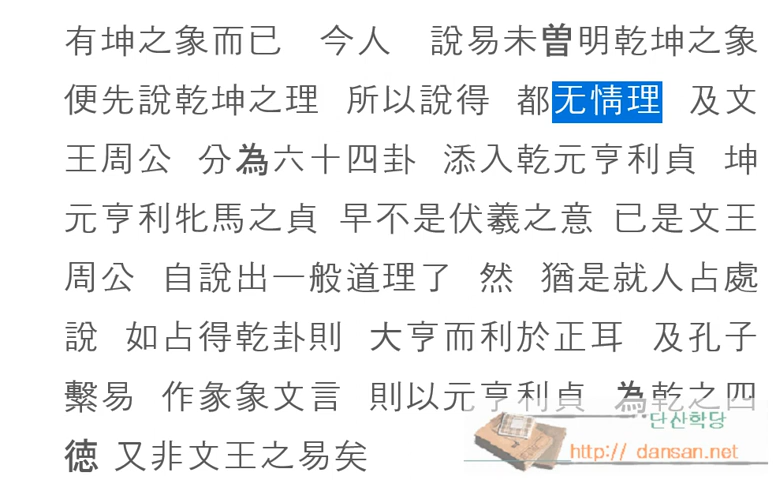 有坤之象而已 今人 說易未曽明乾坤之象
便先說乾坤之理 所以說得 都无情理 及文
王周公 分為六十四卦 添入乾元亨利貞 坤
元亨利牝馬之貞 早不是伏羲之意 已是文王
周公 自說出一般道理了 然 猶是就人占處
說 如占得乾卦則 大亨而利於正耳 及孔子
繫易 作彖象文言 則以元亨利貞 為乾之四
徳 又非文王之易矣
단산학당
http:// dansan.net